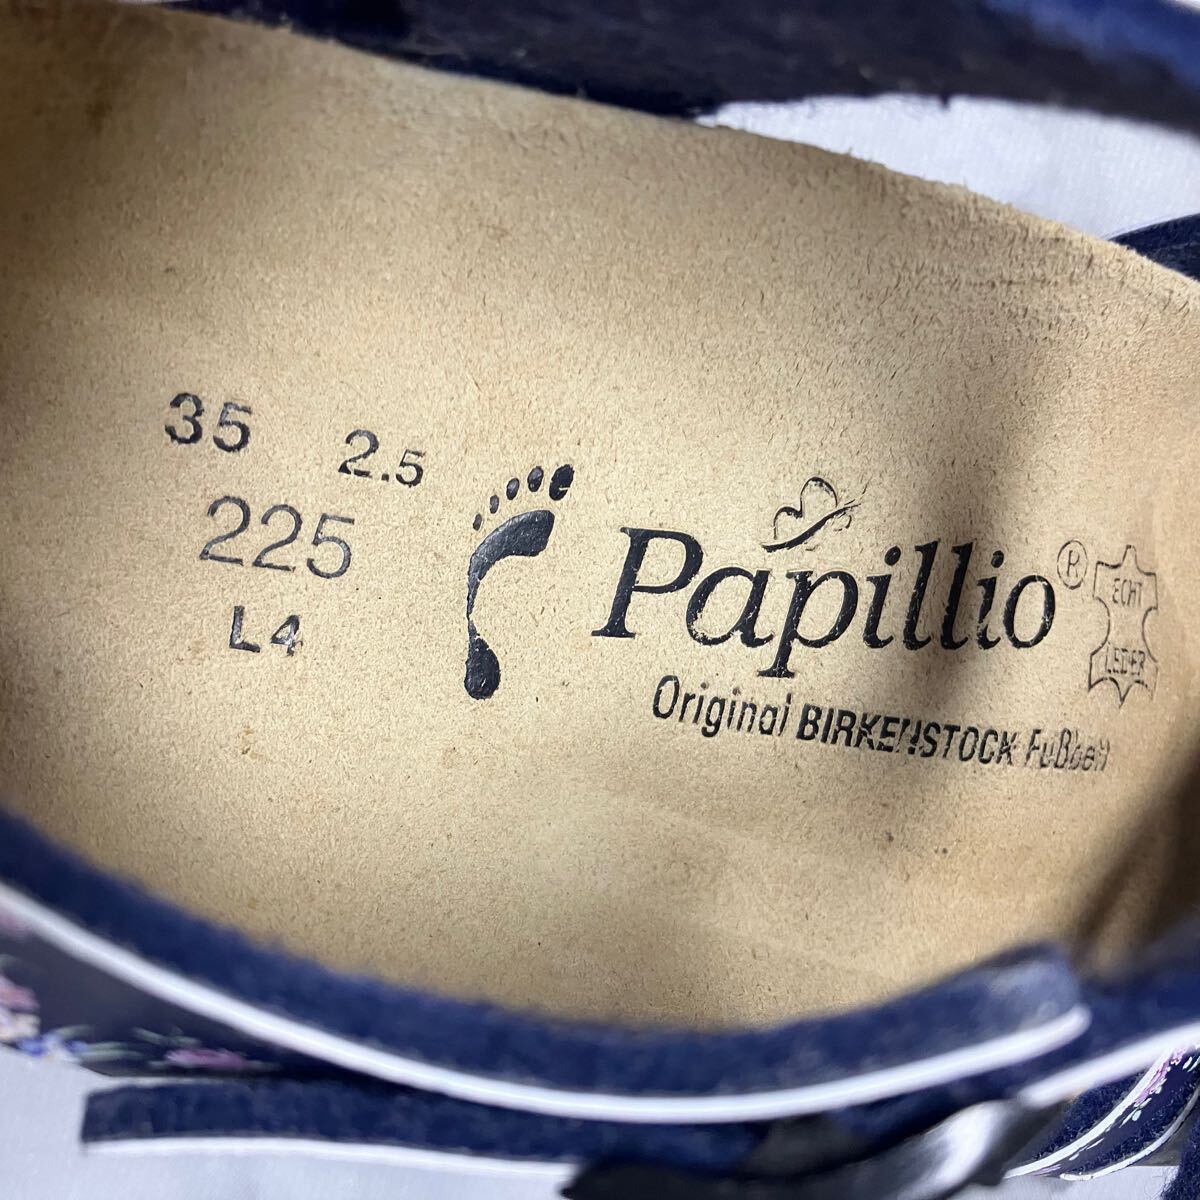 35 2.5
225
L4
Papillio®
Original BIRKENSTOCK Fußbett
ECHT
LEDER